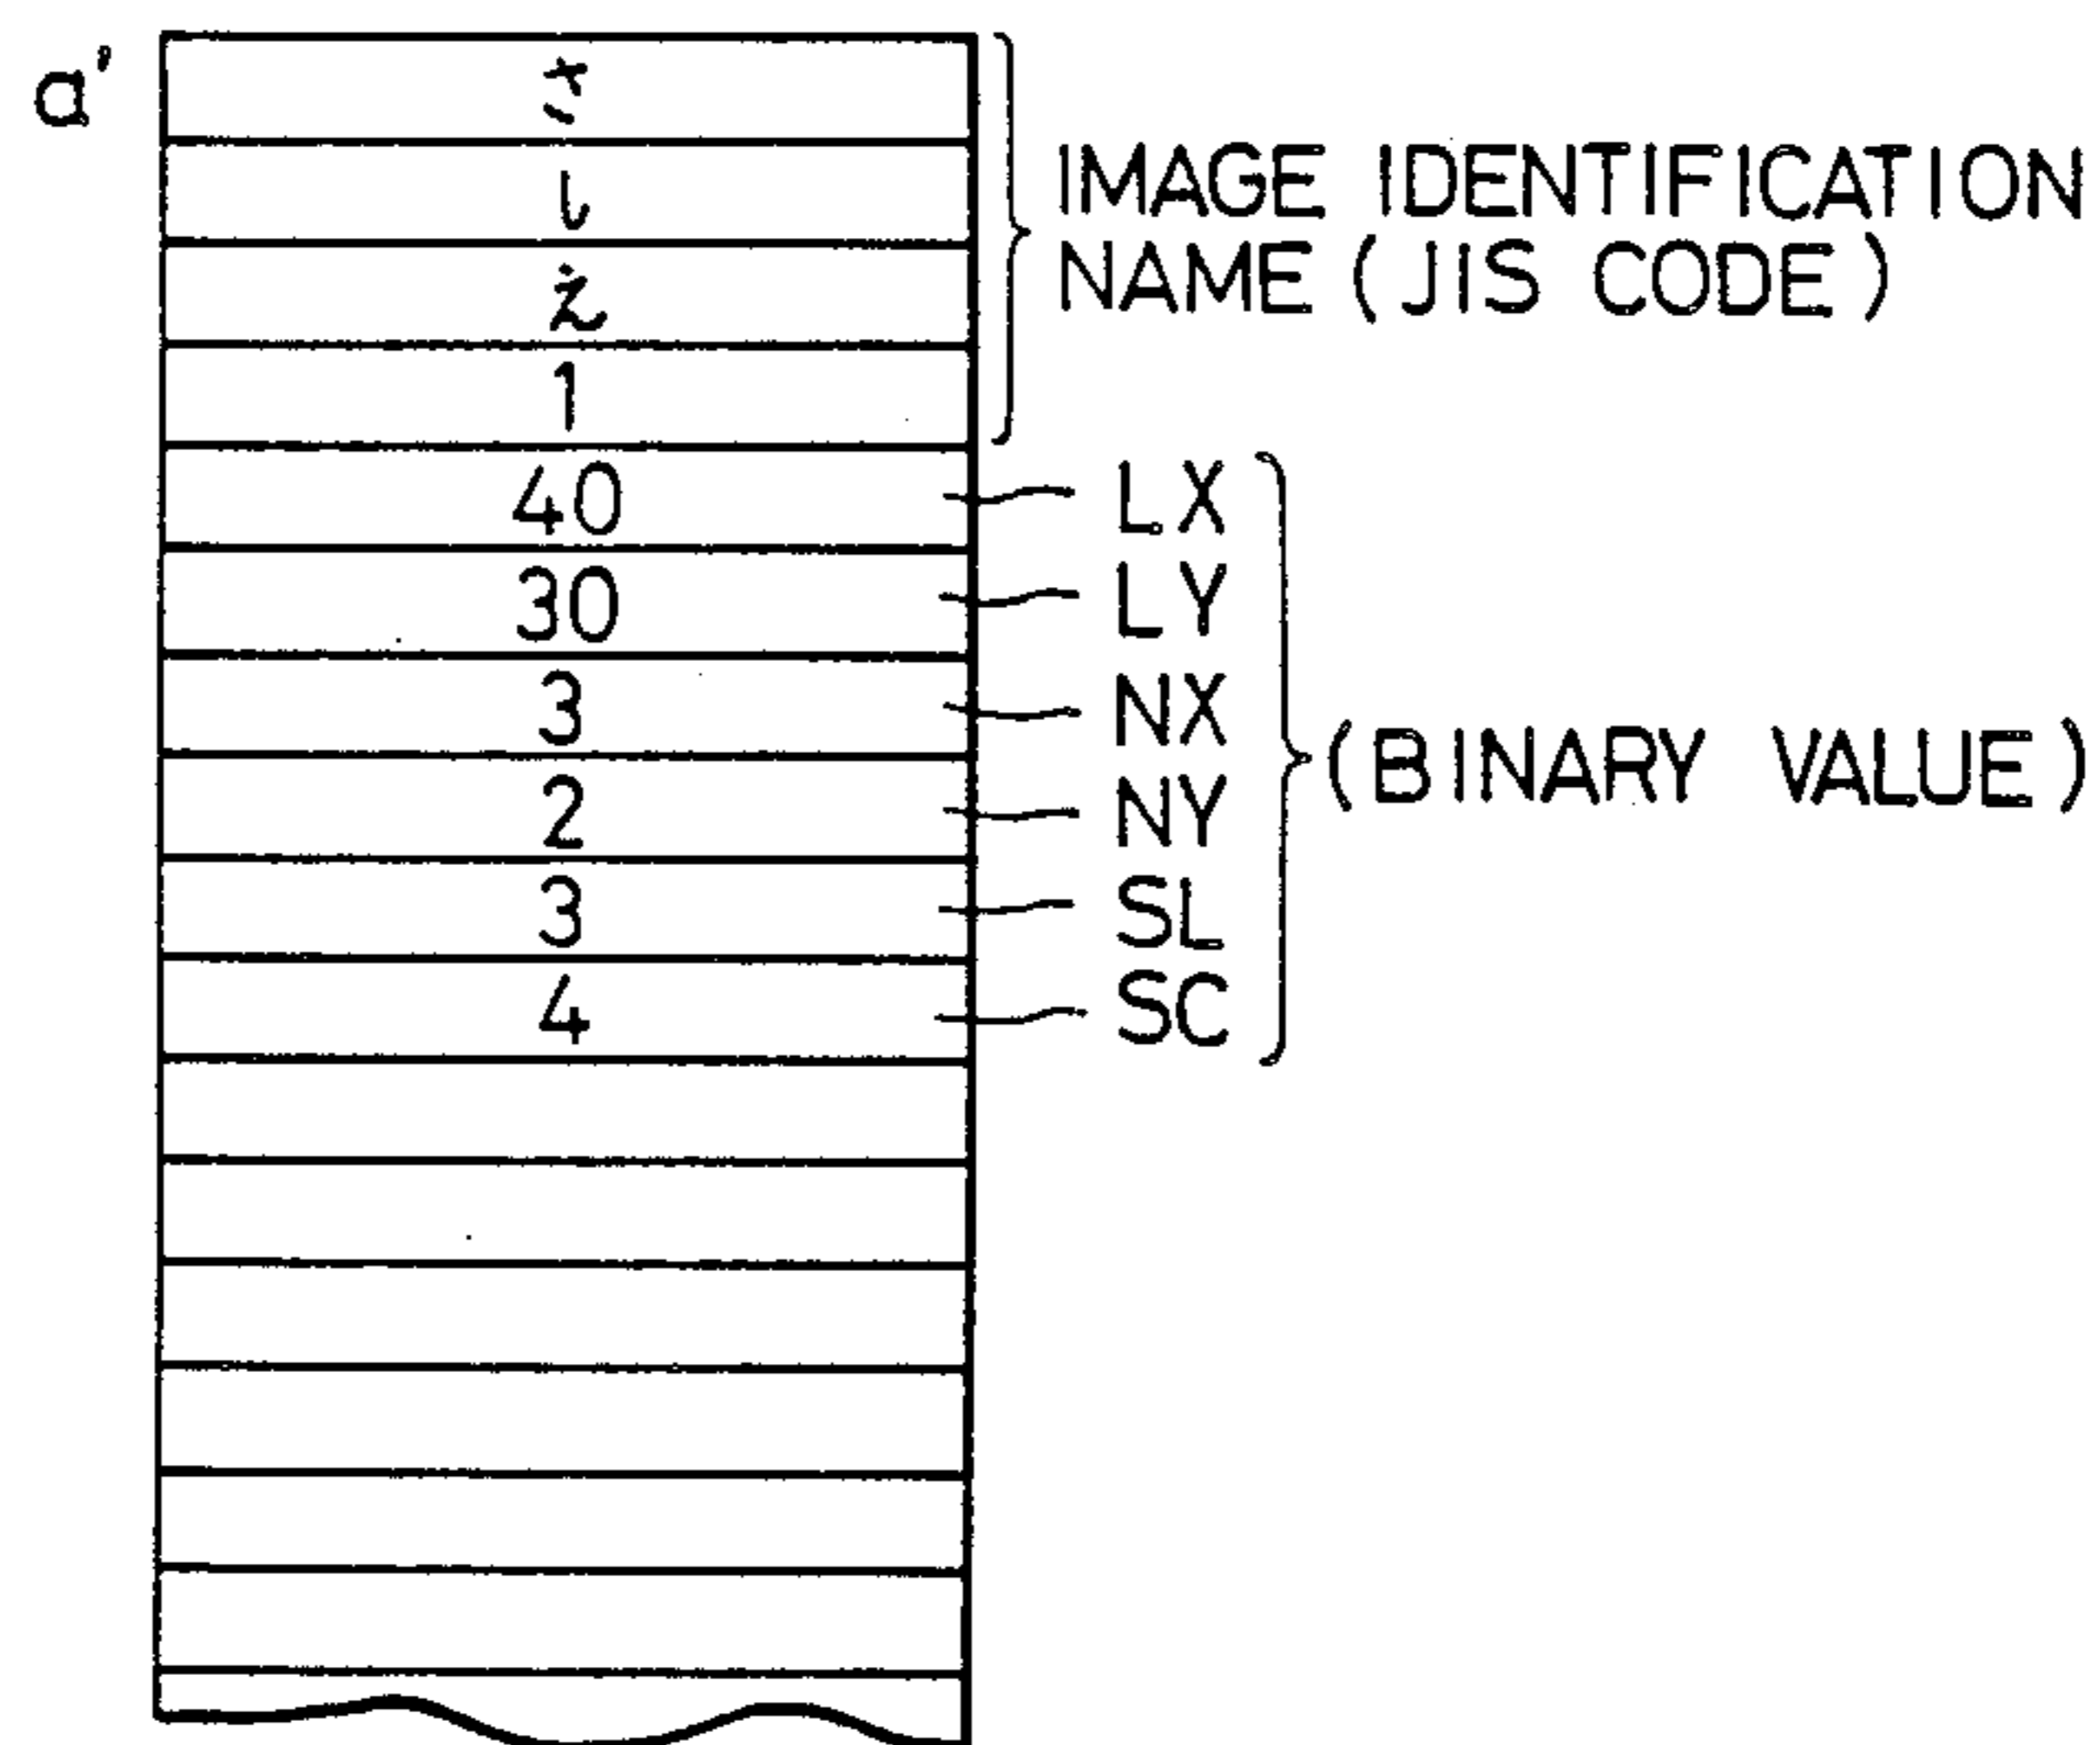 a'
さ
し
え
1
IMAGE IDENTIFICATION
NAME (JIS CODE)
40 LX
30 LY
3 NX
2 NY
3 SL
4 SC
(BINARY VALUE)